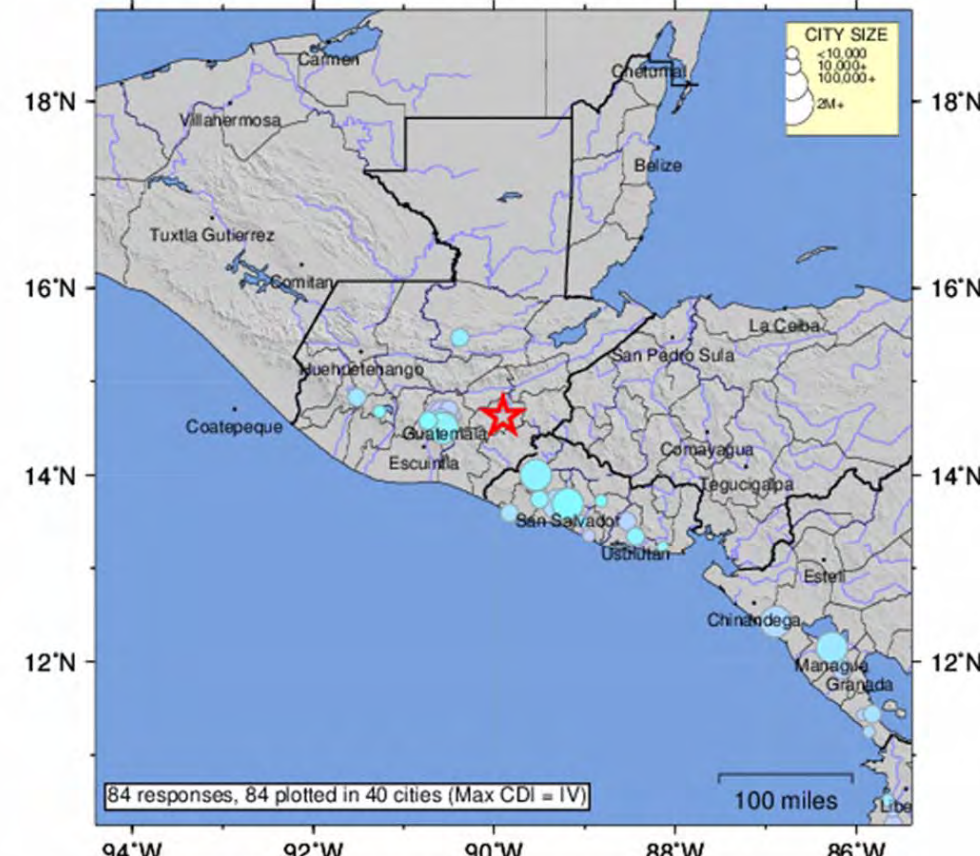 CITY SIZE
<10,000
10,000+
100,000+
2M+
Carmen
Chetumal
18°N
18°N
Villahermosa
Belize
Tuxtla Gutierrez
Comitan
16°N
16°N
La Ceiba
San Pedro Sula
Huehuetenango
Coatepeque
Guatemala
Comayagua
Escuintla
14°N
14°N
Tegucigalpa
San Salvador
Usulutan
Esteli
Chinandega
12°N
12°N
Managua
Granada
84 responses, 84 plotted in 40 cities (Max CDI = IV)
100 miles
Libe
94°W
92°W
90°W
88°W
86°W